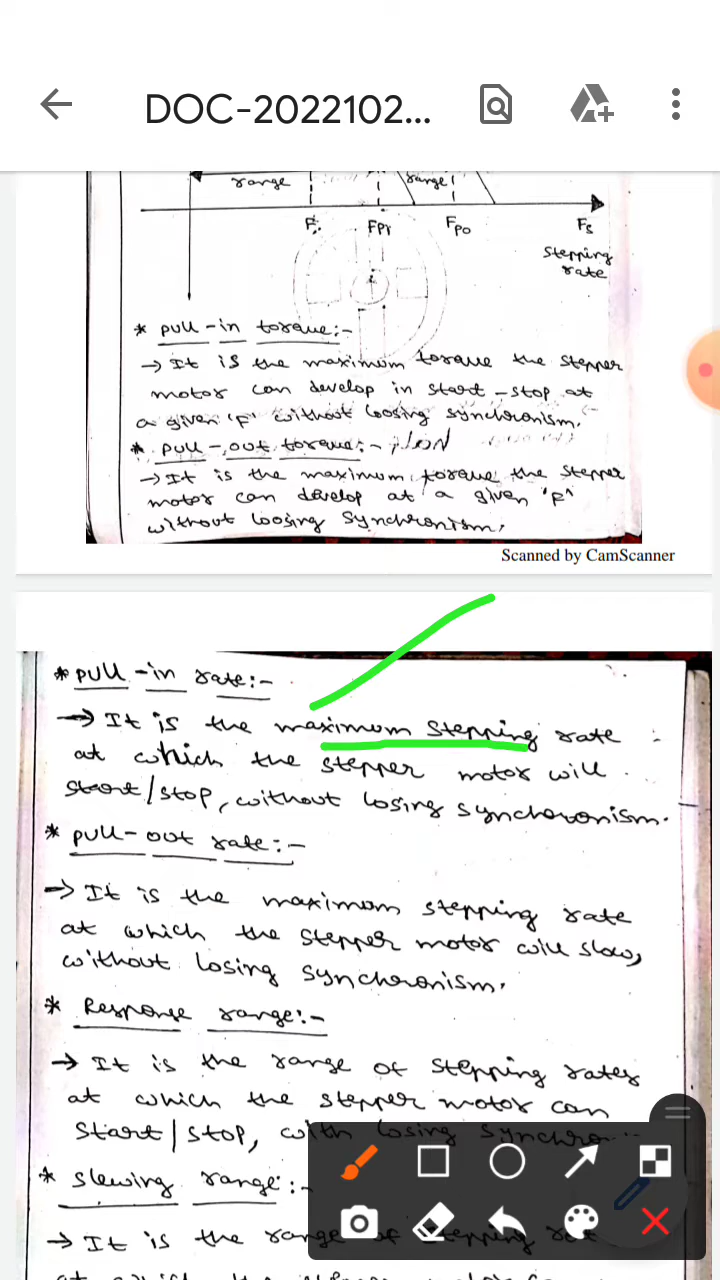 DOC-2022102...
range range
F. FPI FPO Fs
stepping
rate
* pull-in torque:-
→ It is the maximum torque the stepper
motor can develop in start-stop at
a given 'F' without loosing synchronism.
* pull-out torque:-
→ It is the maximum torque the stepper
motor can develop at a given 'F'
without loosing synchronism.
Scanned by CamScanner
* pull-in rate:-
→ It is the maximum stepping rate
at which the stepper motor will
start/stop, without losing synchronism.
* pull-out rate:-
→ It is the maximum stepping rate
at which the stepper motor will slow,
without losing synchronism.
* Response range:-
→ It is the range of stepping rates
at which the stepper motor can
start/stop, with losing synchro
* slewing range:-
→ It is the range of stepping